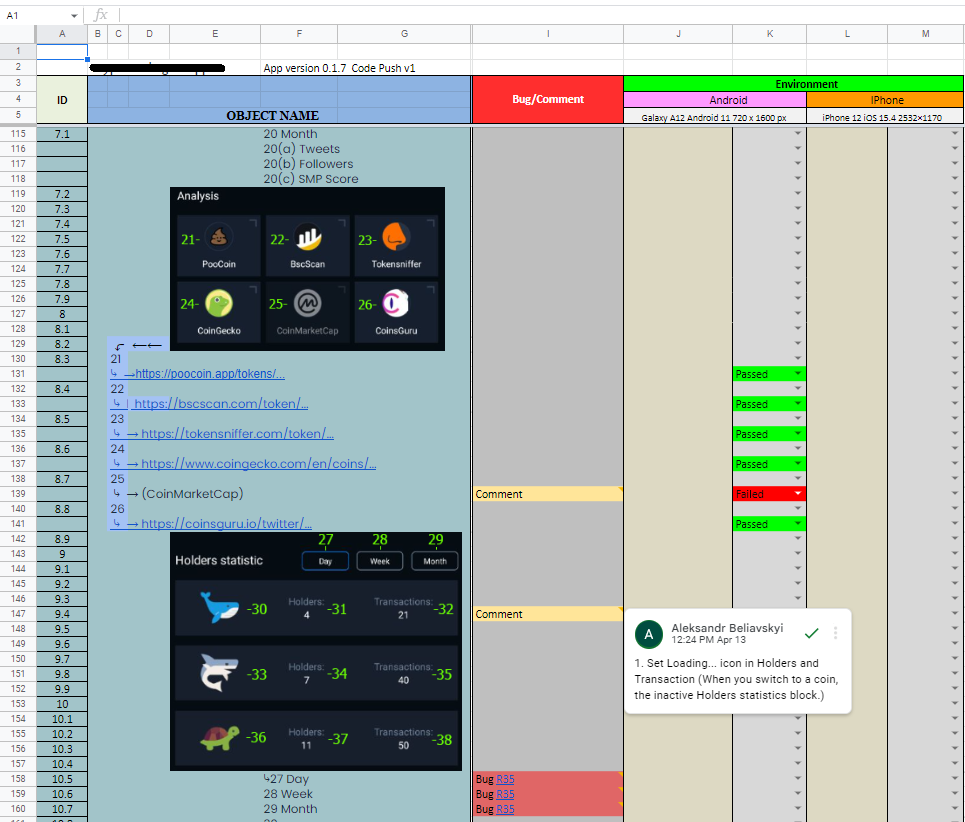 A1
fx
A B C D E F G I J K L M
1
2 App version 0.1.7 Code Push v1
3 Environment
4 ID Bug/Comment Android IPhone
5 OBJECT NAME Galaxy A12 Android 11 720 x 1600 px iPhone 12 iOS 15.4 2532×1170
115 7.1 20 Month
116 20(a) Tweets
117 20(b) Followers
118 20(c) SMP Score
119 7.2 Analysis
120 7.3
121 7.4
122 7.5 21- 22- 23-
123 7.6
124 7.7 PooCoin BscScan Tokensniffer
125 7.8
126 7.9 24- 25- 26-
127 8
128 8.1 CoinGecko CoinMarketCap CoinsGuru
129 8.2 ←←
130 8.3 21
131 ↳ →https://poocoin.app/tokens/... Passed
132 8.4 22
133 ↳ | https://bscscan.com/token/... Passed
134 8.5 23
135 ↳ → https://tokensniffer.com/token/... Passed
136 8.6 24
137 ↳ → https://www.coingecko.com/en/coins/... Passed
138 8.7 25
139 ↳ → (CoinMarketCap) Comment Failed
140 8.8 26
141 ↳ → https://coinsguru.io/twitter/... Passed
142 8.9 27 28 29
143 9 Holders statistic Day Week Month
144 9.1
145 9.2
146 9.3 -30 Holders: 4 -31 Transactions: 21 -32
147 9.4 Comment
148 9.5
149 9.6
150 9.7
151 9.8 -33 Holders: 7 -34 Transactions: 40 -35
152 9.9
153 10
154 10.1
155 10.2 -36 Holders: 11 -37 Transactions: 50 -38
156 10.3
157 10.4
158 10.5 ↳27 Day Bug R35
159 10.6 28 Week Bug R35
160 10.7 29 Month Bug R35
A
Aleksandr Beliavskyi
12:24 PM Apr 13
1. Set Loading... icon in Holders and
Transaction (When you switch to a coin,
the inactive Holders statistics block.)